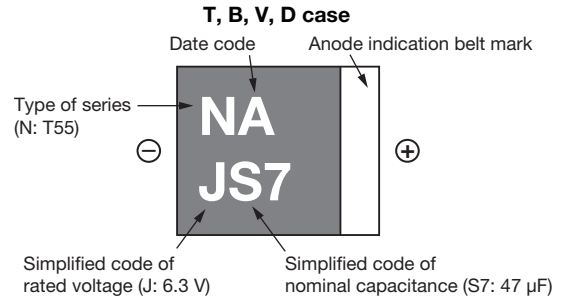 T, B, V, D case
Date code
Anode indication belt mark
Type of series
(N: T55)
NA
JS7
Simplified code of
rated voltage (J: 6.3 V)
Simplified code of
nominal capacitance (S7: 47 μF)